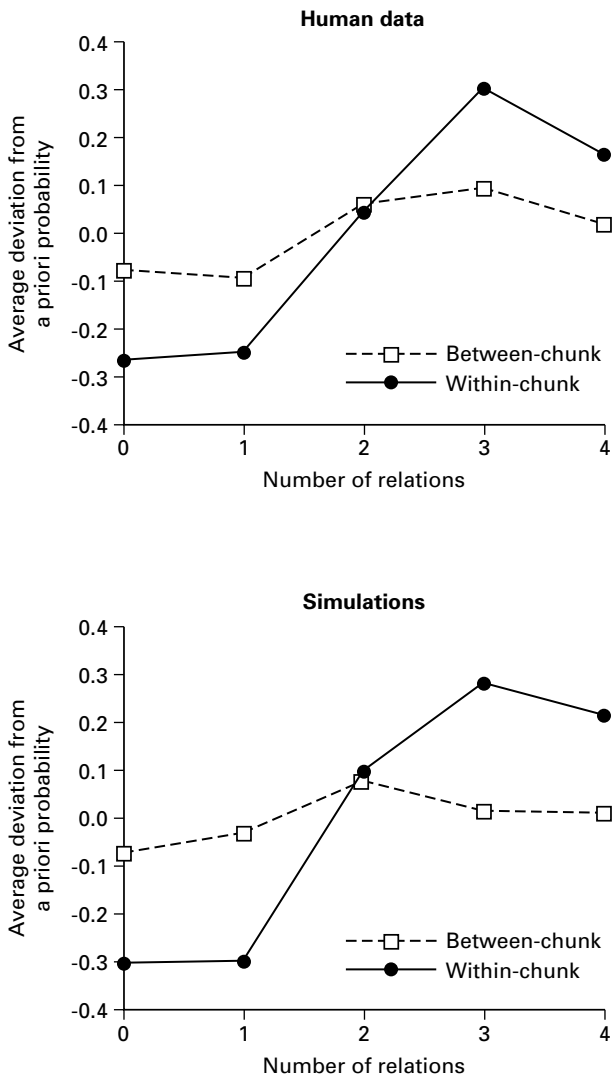 Human data
Average deviation from
a priori probability
0.4
0.3
0.2
0.1
0.0
-0.1
-0.2
-0.3
-0.4
Between-chunk
Within-chunk
0 1 2 3 4
Number of relations
Simulations
Average deviation from
a priori probability
0.4
0.3
0.2
0.1
0.0
-0.1
-0.2
-0.3
-0.4
Between-chunk
Within-chunk
0 1 2 3 4
Number of relations